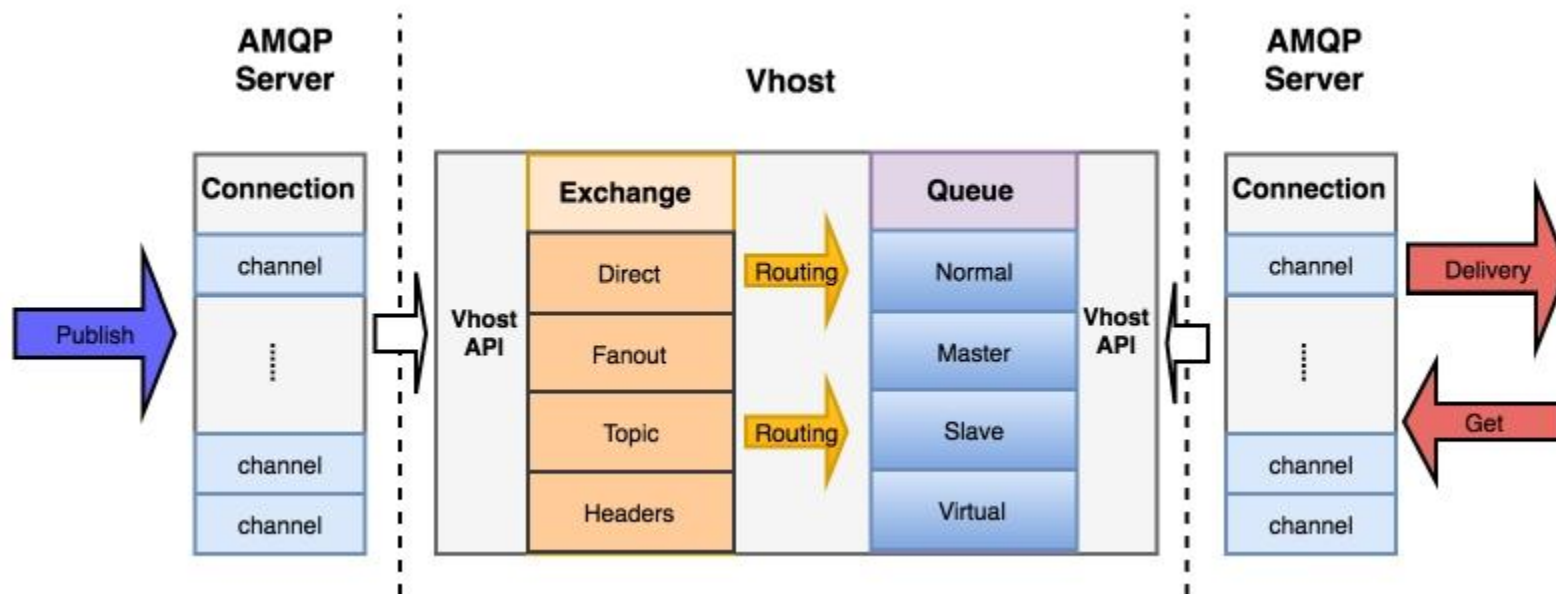 AMQP
Server
Vhost
AMQP
Server
Connection
channel
channel
channel
Publish
Vhost
API
Exchange
Direct
Fanout
Topic
Headers
Routing
Routing
Queue
Normal
Master
Slave
Virtual
Vhost
API
Connection
channel
channel
channel
Delivery
Get